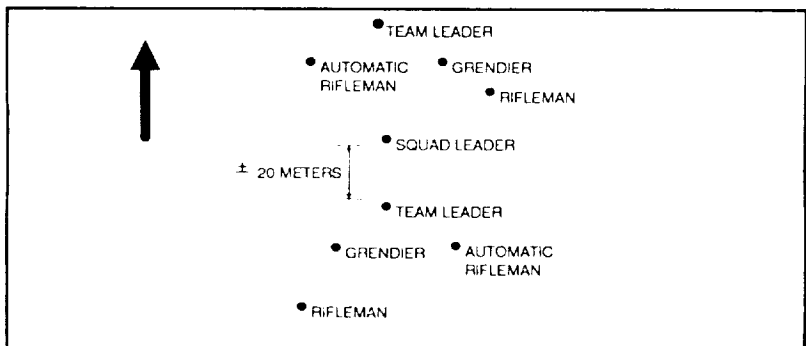 TEAM LEADER
AUTOMATIC
RIFLEMAN
GRENDIER
RIFLEMAN
SQUAD LEADER
± 20 METERS
TEAM LEADER
GRENDIER
AUTOMATIC
RIFLEMAN
RIFLEMAN